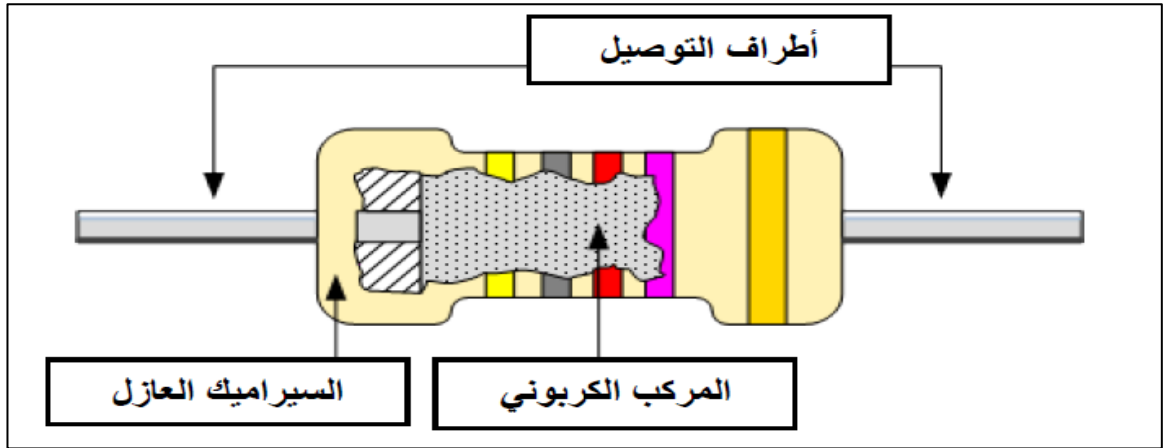 أطراف التوصيل
السيراميك العازل
المركب الكربوني